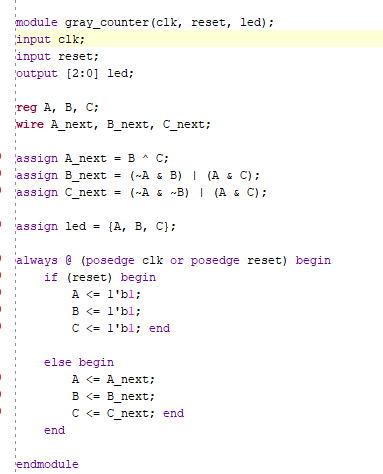 module gray_counter(clk, reset, led);
input clk;
input reset;
output [2:0] led;
reg A, B, C;
wire A_next, B_next, C_next;
assign A_next = B ^ C;
assign B_next = (~A & B) | (A & C);
assign C_next = (~A & ~B) | (A & C);
assign led = {A, B, C};
always @ (posedge clk or posedge reset) begin
if (reset) begin
A <= 1'b1;
B <= 1'b1;
C <= 1'b1; end
else begin
A <= A_next;
B <= B_next;
C <= C_next; end
end
endmodule